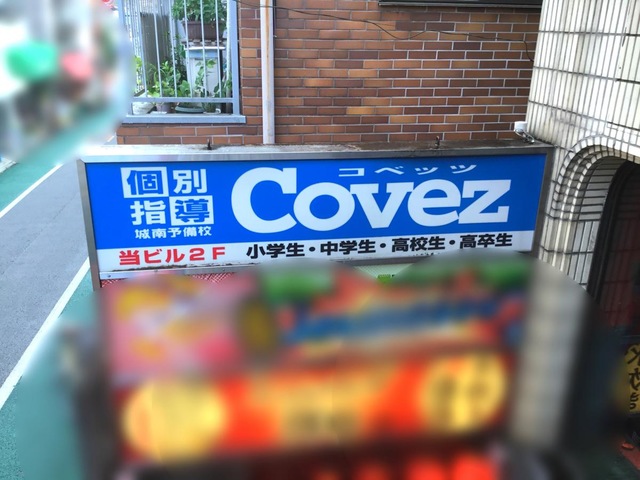 個別
指導
城南予備校
コベッツ
Covez
当ビル2F
小学生・中学生・高校生・高卒生